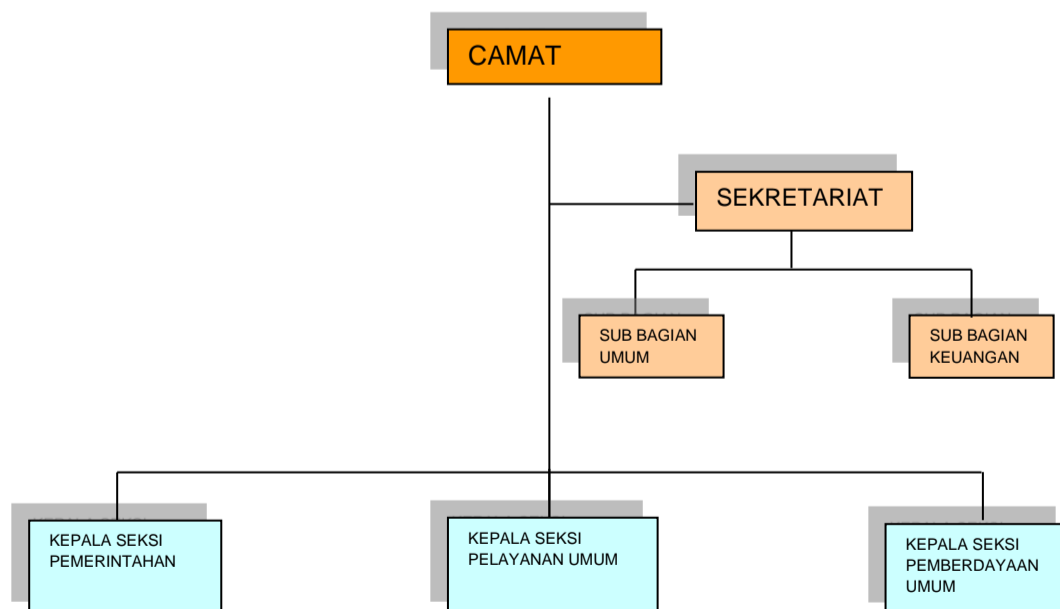 CAMAT
SEKRETARIAT
SUB BAGIAN
UMUM
SUB BAGIAN
KEUANGAN
KEPALA SEKSI
PEMERINTAHAN
KEPALA SEKSI
PELAYANAN UMUM
KEPALA SEKSI
PEMBERDAYAAN
UMUM